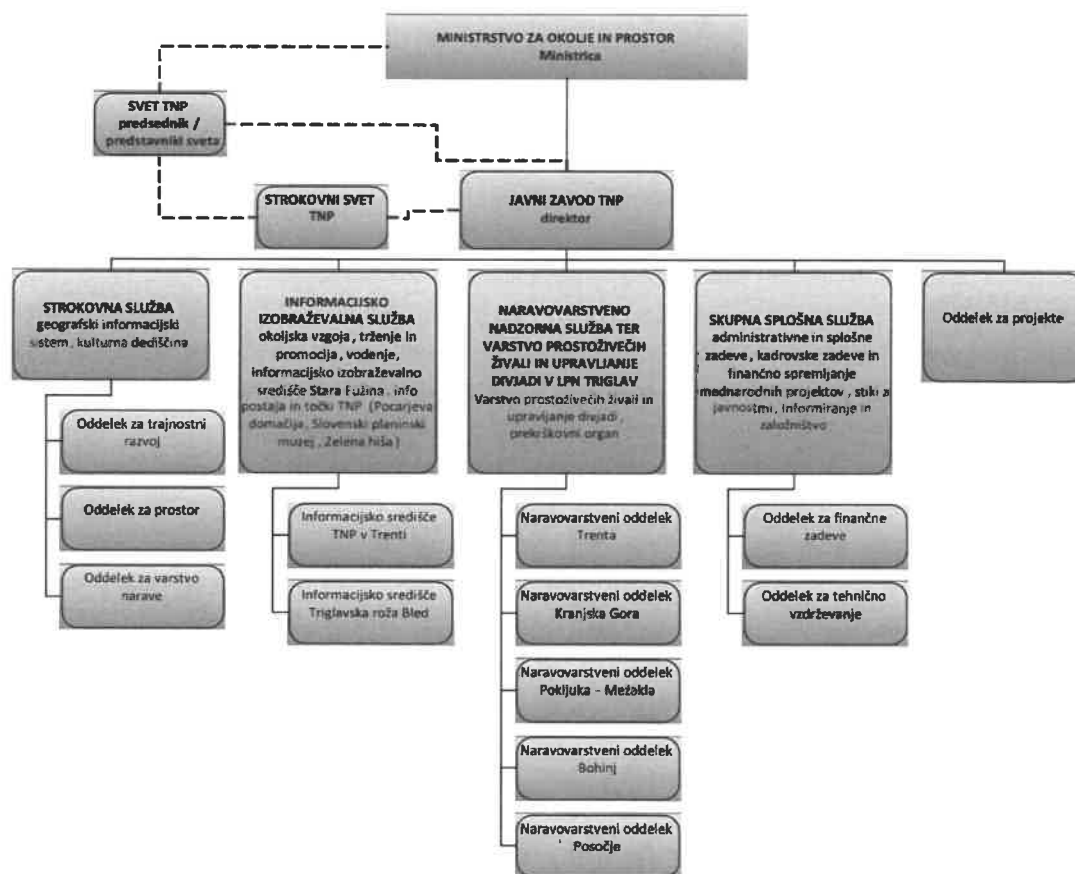 MINISTRSTVO ZA OKOLJE IN PROSTOR
Ministrica
SVET TNP
predsednik /
predstavniki sveta
STROKOVNI SVET
TNP
JAVNI ZAVOD TNP
direktor
STROKOVNA SLUŽBA
geografski informacijski
sistem, kulturna dediščina
Oddelek za trajnostni
razvoj
Oddelek za prostor
Oddelek za varstvo
narave
INFORMACIJSKO
IZOBRAŽEVALNA SLUŽBA
okoljska vzgoja, trženje in
promocija, vodenje,
informacijsko izobraževalno
središče Stara Fužina, info
postaja in točki TNP (Pocarjeva
domačija, Slovenski planinski
muzej, Zelena hiša)
Informacijsko središče
TNP v Trenti
Informacijsko središče
Triglavska roža Bled
NARAVOVARSTVENO
NADZORNA SLUŽBA TER
VARSTVO PROSTOŽIVEČIH
ŽIVALI IN UPRAVLJANJE
DIVJADI V LPN TRIGLAV
Varstvo prostoživečih živali in
upravljanje divjadi,
prekrškovni organ
Naravovarstveni oddelek
Trenta
Naravovarstveni oddelek
Kranjska Gora
Naravovarstveni oddelek
Pokljuka - Mežakla
Naravovarstveni oddelek
Bohinj
Naravovarstveni oddelek
Posočje
SKUPNA SPLOŠNA SLUŽBA
administrativne in splošne
zadeve, kadrovske zadeve in
finančno spremljanje
mednarodnih projektov, stiki z
javnostmi, informiranje in
založništvo
Oddelek za finančne
zadeve
Oddelek za tehnično
vzdrževanje
Oddelek za projekte